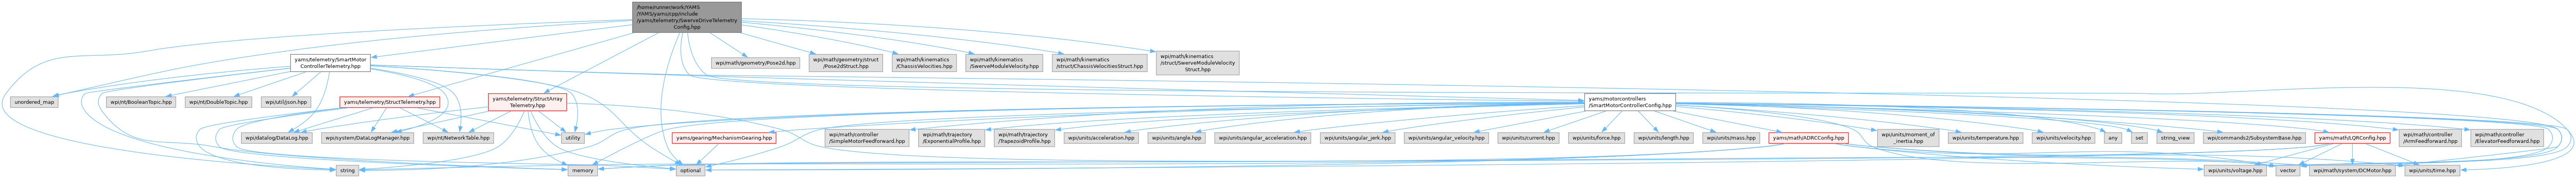 /home/runner/work/YAMS
/YAMS/yams/cpp/include
/yams/telemetry/SwerveDriveTelemetry
Config.hpp
yams/telemetry/SmartMotor
ControllerTelemetry.hpp
wpi/math/geometry/Pose2d.hpp
wpi/math/geometry/struct
/Pose2dStruct.hpp
wpi/math/kinematics
/ChassisVelocities.hpp
wpi/math/kinematics
/SwerveModuleVelocity.hpp
wpi/math/kinematics
/struct/ChassisVelocitiesStruct.hpp
wpi/math/kinematics
/struct/SwerveModuleVelocity
Struct.hpp
unordered_map
wpi/nt/BooleanTopic.hpp
wpi/nt/DoubleTopic.hpp
wpi/util/json.hpp
yams/telemetry/StructTelemetry.hpp
yams/telemetry/StructArray
Telemetry.hpp
yams/motorcontrollers
/SmartMotorControllerConfig.hpp
wpi/datalog/DataLog.hpp
wpi/system/DataLogManager.hpp
wpi/nt/NetworkTable.hpp
utility
yams/gearing/MechanismGearing.hpp
wpi/math/controller
/SimpleMotorFeedforward.hpp
wpi/math/trajectory
/ExponentialProfile.hpp
wpi/math/trajectory
/TrapezoidProfile.hpp
wpi/units/acceleration.hpp
wpi/units/angle.hpp
wpi/units/angular_acceleration.hpp
wpi/units/angular_jerk.hpp
wpi/units/angular_velocity.hpp
wpi/units/current.hpp
wpi/units/force.hpp
wpi/units/length.hpp
wpi/units/mass.hpp
yams/math/ADRCConfig.hpp
wpi/units/moment_of
_inertia.hpp
wpi/units/temperature.hpp
wpi/units/velocity.hpp
any
set
string_view
wpi/commands2/SubsystemBase.hpp
yams/math/LQRConfig.hpp
wpi/math/controller
/ArmFeedforward.hpp
wpi/math/controller
/ElevatorFeedforward.hpp
string
memory
optional
wpi/units/voltage.hpp
vector
wpi/math/system/DCMotor.hpp
wpi/units/time.hpp